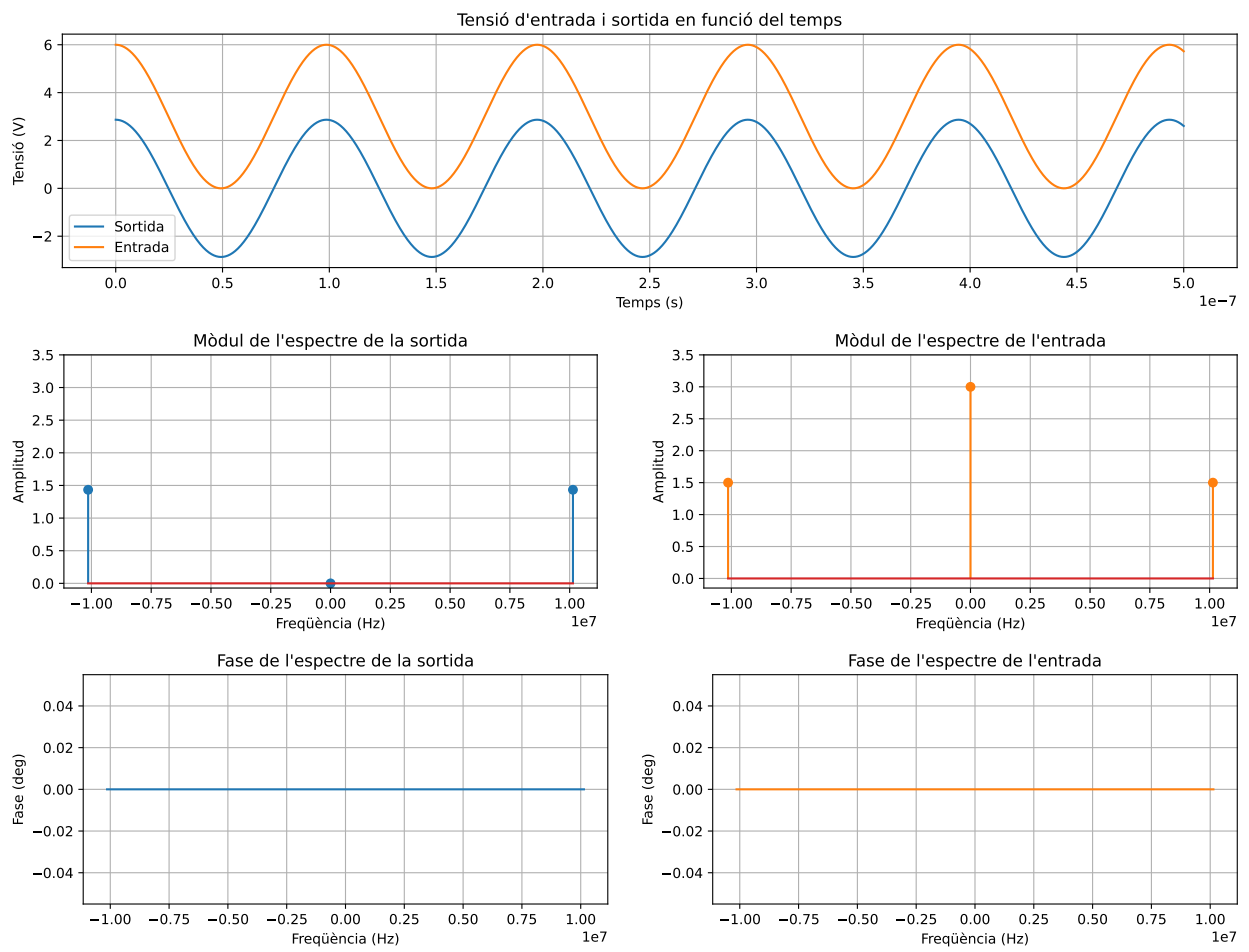 Tensió d'entrada i sortida en funció del temps
Tensió (V)
6
4
2
0
−2
Sortida
Entrada
0.0 0.5 1.0 1.5 2.0 2.5 3.0 3.5 4.0 4.5 5.0
Temps (s)
1e−7
Mòdul de l'espectre de la sortida
Amplitud
3.5
3.0
2.5
2.0
1.5
1.0
0.5
0.0
−1.00 −0.75 −0.50 −0.25 0.00 0.25 0.50 0.75 1.00
Freqüència (Hz)
1e7
Mòdul de l'espectre de l'entrada
Amplitud
3.5
3.0
2.5
2.0
1.5
1.0
0.5
0.0
−1.00 −0.75 −0.50 −0.25 0.00 0.25 0.50 0.75 1.00
Freqüència (Hz)
1e7
Fase de l'espectre de la sortida
Fase (deg)
0.04
0.02
0.00
−0.02
−0.04
−1.00 −0.75 −0.50 −0.25 0.00 0.25 0.50 0.75 1.00
Freqüència (Hz)
1e7
Fase de l'espectre de l'entrada
Fase (deg)
0.04
0.02
0.00
−0.02
−0.04
−1.00 −0.75 −0.50 −0.25 0.00 0.25 0.50 0.75 1.00
Freqüència (Hz)
1e7